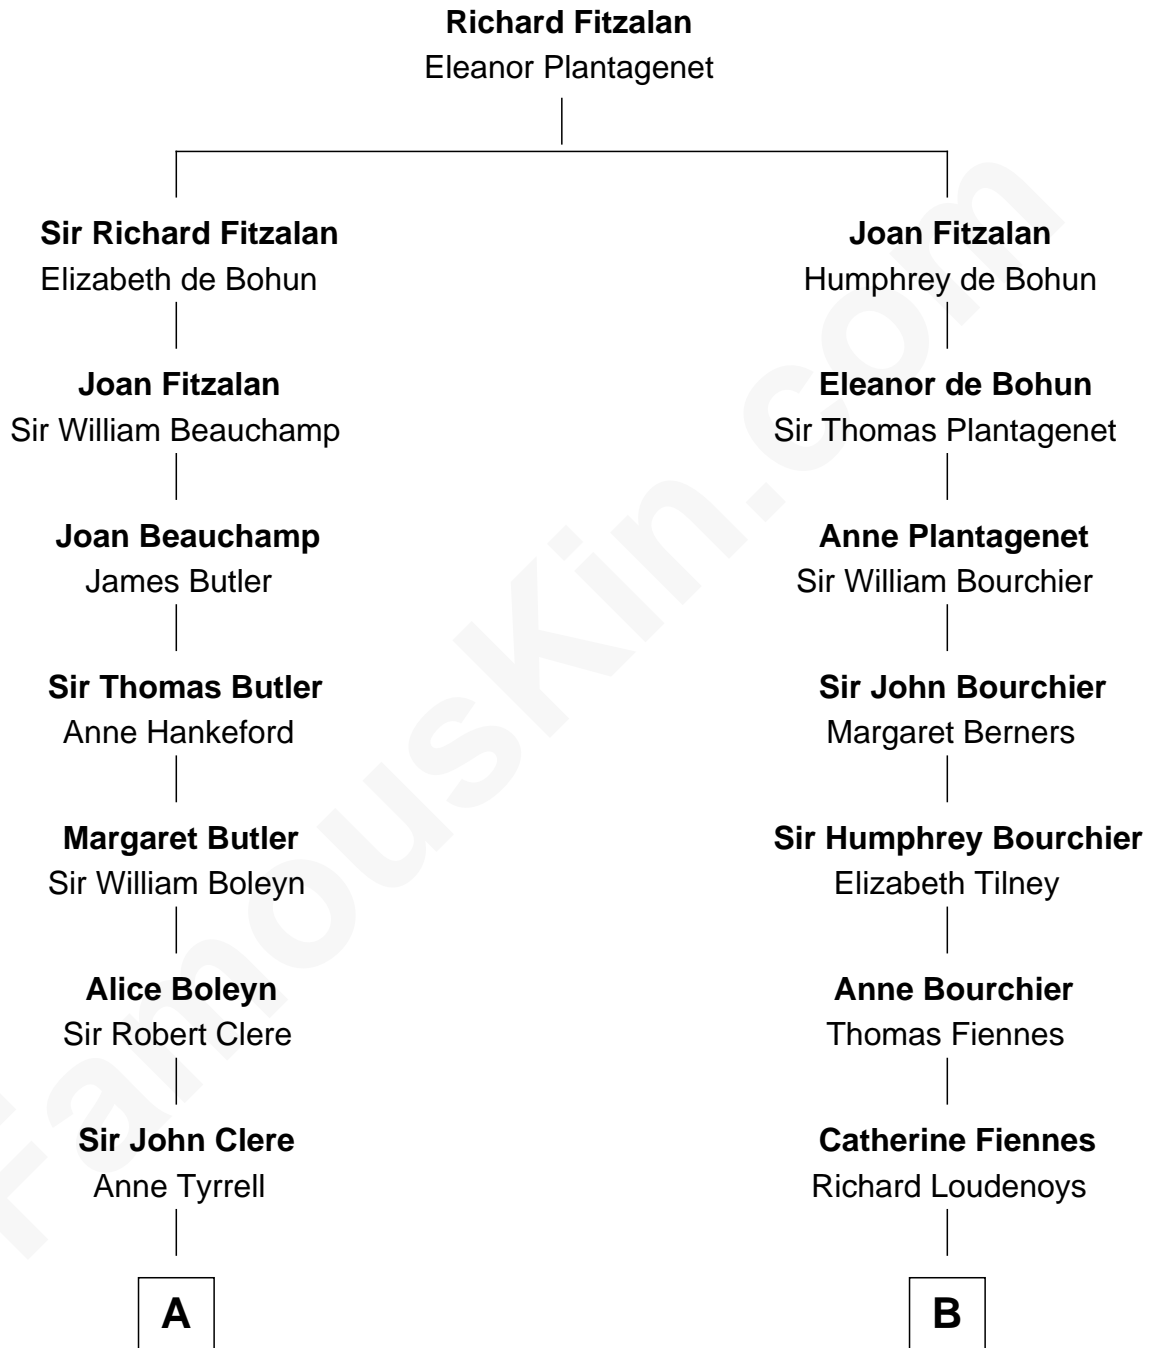 Richard Fitzalan
Eleanor Plantagenet
Sir Richard Fitzalan
Elizabeth de Bohun
Joan Fitzalan
Sir William Beauchamp
Joan Beauchamp
James Butler
Sir Thomas Butler
Anne Hankeford
Margaret Butler
Sir William Boleyn
Alice Boleyn
Sir Robert Clere
Sir John Clere
Anne Tyrrell
A
Joan Fitzalan
Humphrey de Bohun
Eleanor de Bohun
Sir Thomas Plantagenet
Anne Plantagenet
Sir William Bourchier
Sir John Bourchier
Margaret Berners
Sir Humphrey Bourchier
Elizabeth Tilney
Anne Bourchier
Thomas Fiennes
Catherine Fiennes
Richard Loudenoys
B
FamousKin.com